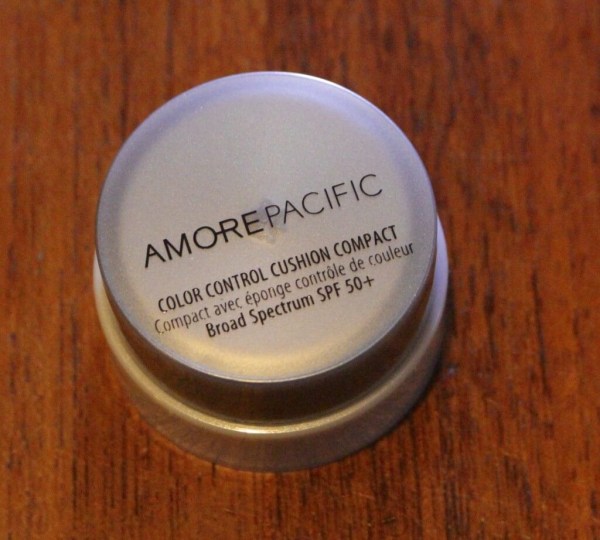 AMOREPACIFIC
COLOR CONTROL CUSHION COMPACT
Compact avec éponge contrôle de couleur
Broad Spectrum SPF 50+